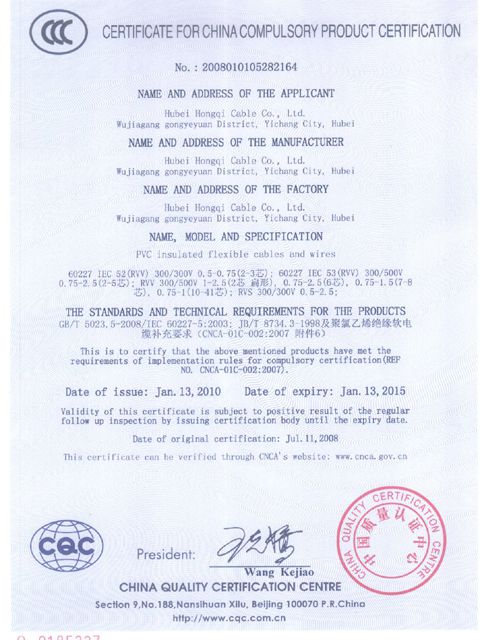 CCC
CERTIFICATE FOR CHINA COMPULSORY PRODUCT CERTIFICATION
No. : 2008010105282164
NAME AND ADDRESS OF THE APPLICANT
Hubei Hongqi Cable Co., Ltd.
Wujiagang gongyeyuan District, Yichang City, Hubei
NAME AND ADDRESS OF THE MANUFACTURER
Hubei Hongqi Cable Co., Ltd.
Wujiagang gongyeyuan District, Yichang City, Hubei
NAME AND ADDRESS OF THE FACTORY
Hubei Hongqi Cable Co., Ltd.
Wujiagang gongyeyuan District, Yichang City, Hubei
NAME, MODEL AND SPECIFICATION
PVC insulated flexible cables and wires
60227 IEC 52(RVV) 300/300V 0.5-0.75(2-3芯); 60227 IEC 53(RVV) 300/500V
0.75-2.5(2-5芯); RVV 300/500V 1-2.5(2芯 扁形), 0.75-2.5(6芯), 0.75-1.5(7-8
芯), 0.75-1(10-41芯); RVS 300/300V 0.5-2.5;
THE STANDARDS AND TECHNICAL REQUIREMENTS FOR THE PRODUCTS
GB/T 5023.5-2008/IEC 60227-5:2003; JB/T 8734.3-1998及聚氯乙烯绝缘软电
缆补充要求 (CNCA-01C-002:2007 附件6)
This is to certify that the above mentioned products have met the
requirements of implementation rules for compulsory certification(REF
NO. CNCA-01C-002:2007).
Date of issue: Jan. 13, 2010 Date of expiry: Jan. 13, 2015
Validity of this certificate is subject to positive result of the regular
follow up inspection by issuing certification body until the expiry date.
Date of original certification: Jul. 11, 2008
This certificate can be verified through CNCA's website: www.cnca.gov.cn
CHINA QUALITY CERTIFICATION CENTRE
中国质量认证中心
CQC
President:
Wang Kejiao
CHINA QUALITY CERTIFICATION CENTRE
Section 9, No.188, Nansihuan Xilu, Beijing 100070 P.R.China
http://www.cqc.com.cn